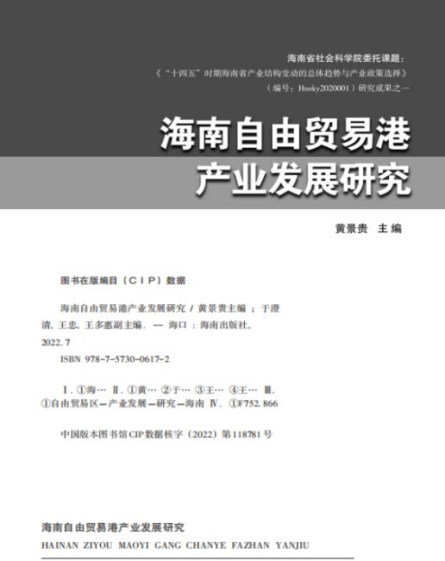 海南省社会科学院委托课题：
《“十四五”时期海南省产业结构变动的总体趋势与产业政策选择》
（编号：Hnsky2020001）研究成果之一
海南自由贸易港
产业发展研究
黄景贵 主编
图书在版编目（CIP）数据
海南自由贸易港产业发展研究 / 黄景贵主编 ; 于澄
清、王忠、王多惠副主编. -- 海口 : 海南出版社,
2022.7
ISBN 978-7-5730-0617-2
Ⅰ. ①海… Ⅱ. ①黄… ②于… ③王… ④王… Ⅲ.
①自由贸易区－产业发展－研究－海南 Ⅳ. ①F752.866
中国版本图书馆CIP数据核字（2022）第118781号
海南自由贸易港产业发展研究
HAINAN ZIYOU MAOYI GANG CHANYE FAZHAN YANJIU